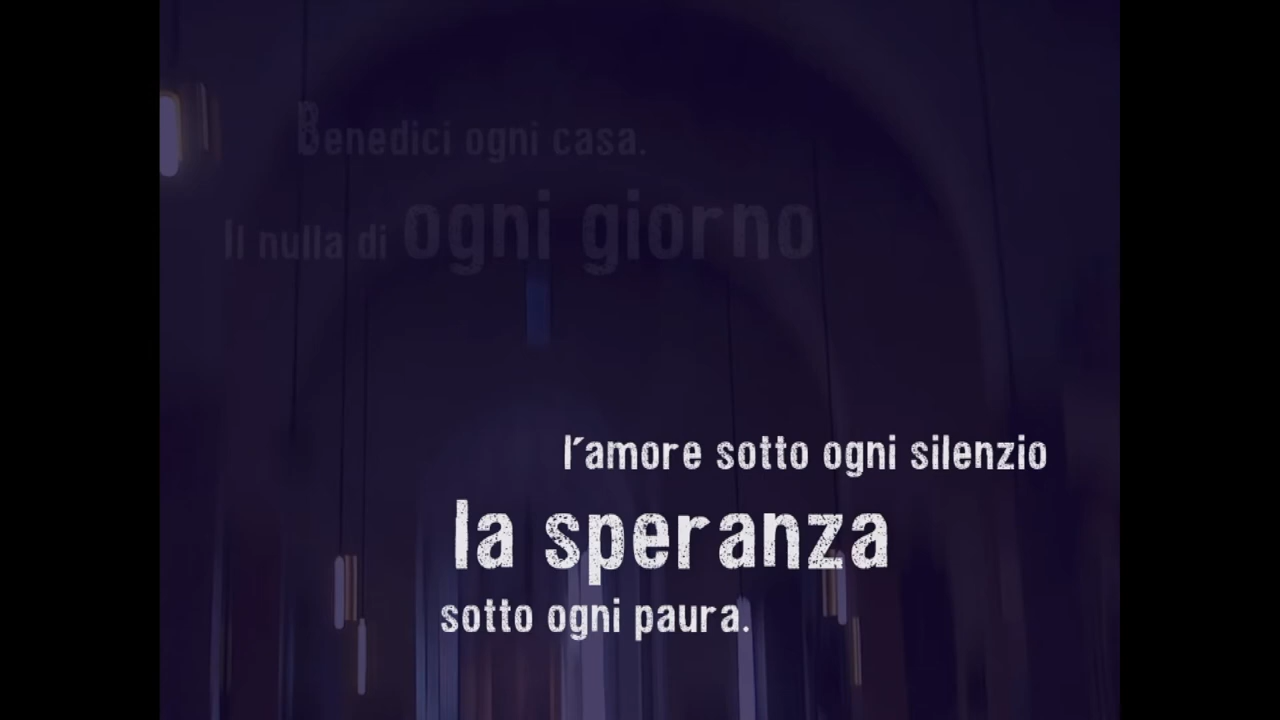 Benedici ogni casa.
Il nulla di ogni giorno
l'amore sotto ogni silenzio
la speranza
sotto ogni paura.